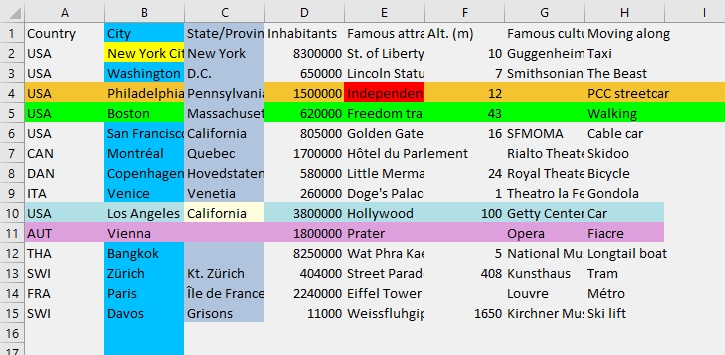 A B C D E F G H I
1 Country City State/Provin Inhabitants Famous attra Alt. (m) Famous cultu Moving along
2 USA New York Cit New York 8300000 St. of Liberty 10 Guggenheim Taxi
3 USA Washington D.C. 650000 Lincoln Statu 7 Smithsonian The Beast
4 USA Philadelphia Pennsylvania 1500000 Independen 12 PCC streetcar
5 USA Boston Massachuset 620000 Freedom tra 43 Walking
6 USA San Francisco California 805000 Golden Gate 16 SFMOMA Cable car
7 CAN Montréal Quebec 1700000 Hôtel du Parlement Rialto Theate Skidoo
8 DAN Copenhagen Hovedstaten 580000 Little Merma 24 Royal Theate Bicycle
9 ITA Venice Venetia 260000 Doge's Palac 1 Theatro la Fe Gondola
10 USA Los Angeles California 3800000 Hollywood 100 Getty Center Car
11 AUT Vienna 1800000 Prater Opera Fiacre
12 THA Bangkok 8250000 Wat Phra Kae 5 National Mu Longtail boat
13 SWI Zürich Kt. Zürich 404000 Street Parad 408 Kunsthaus Tram
14 FRA Paris Île de France 2240000 Eiffel Tower Louvre Métro
15 SWI Davos Grisons 11000 Weissfluhgip 1650 Kirchner Mu Ski lift
16
17